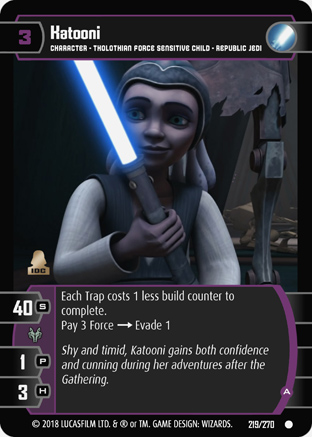 3
Katooni
CHARACTER • THOLOTHIAN FORCE SENSITIVE CHILD • REPUBLIC JEDI
IDC
40 S
Each Trap costs 1 less build counter to
complete.
Pay 3 Force → Evade 1
1 P
Shy and timid, Katooni gains both confidence
and cunning during her adventures after the
Gathering.
3 H
A
© 2018 LUCASFILM LTD. & ® or TM. GAME DESIGN: WIZARDS.
219/270